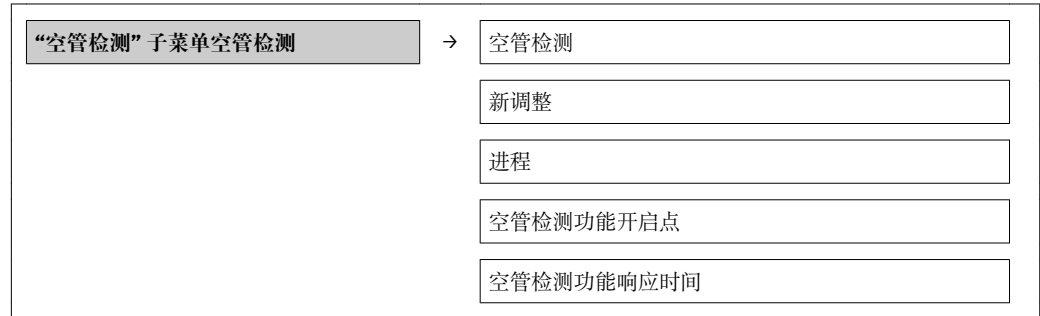 “空管检测” 子菜单空管检测 → 空管检测
新调整
进程
空管检测功能开启点
空管检测功能响应时间